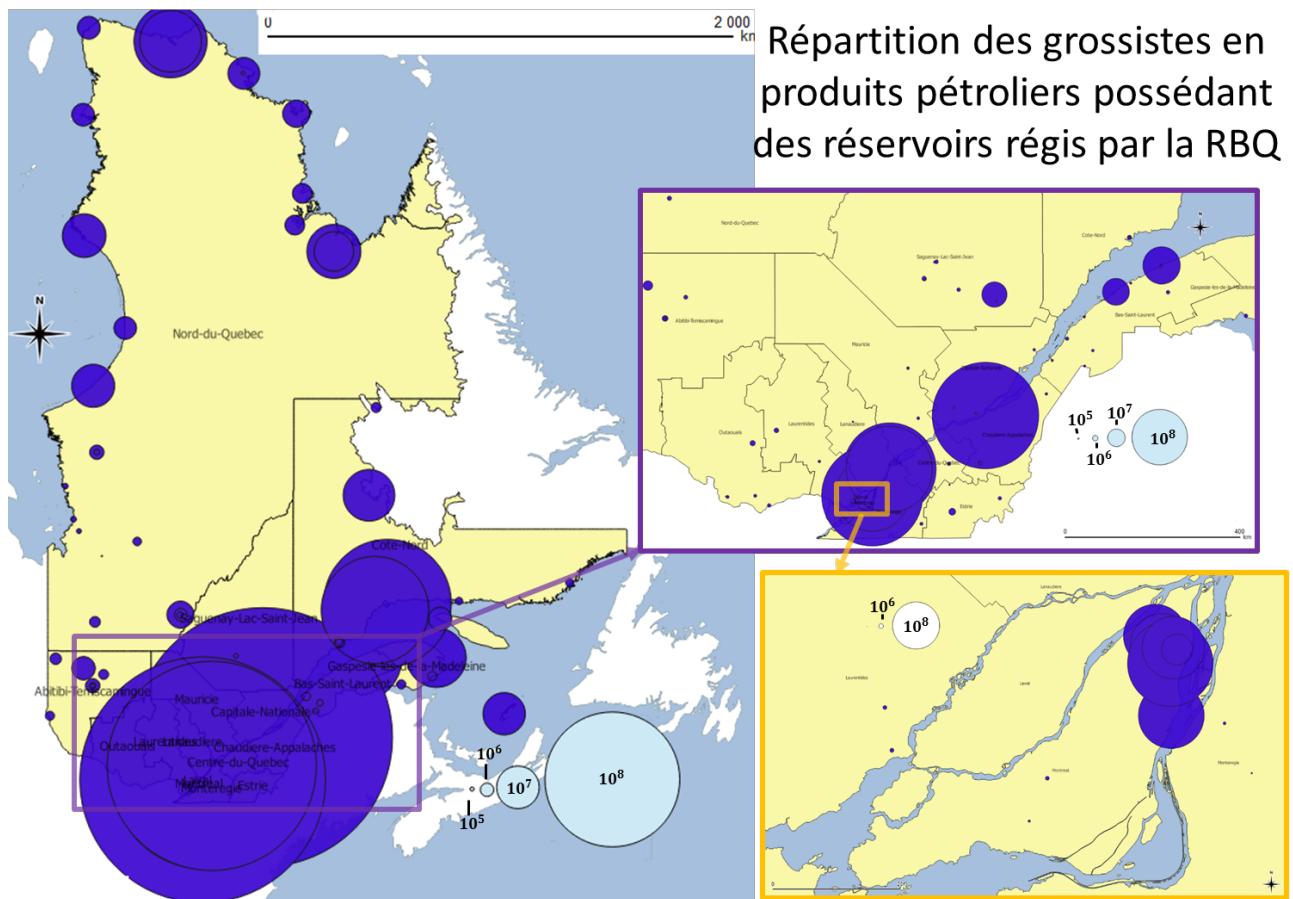 Répartition des grossistes en
produits pétroliers possédant
des réservoirs régis par la RBQ
0
2 000
km
N
Nord-du-Quebec
Cote-Nord
Saguenay-Lac-Saint-Jean
Gaspesie-Iles-de-la-Madeleine
Bas-Saint-Laurent
Abitibi-Temiscamingue
Mauricie
Capitale-Nationale
Outaouais
Chaudiere-Appalaches
Centre-du-Quebec
Estrie
10⁵
10⁶
10⁷
10⁸
Nord-du-Quebec
Cote-Nord
N
Saguenay-Lac-Saint-Jean
Gaspesie-Iles-de-la-Madeleine
Bas-Saint-Laurent
Abitibi-Temiscamingue
Mauricie
Capitale-Nationale
Outaouais
Laurentides
Lanaudiere
Chaudiere-Appalaches
Centre-du-Quebec
Estrie
10⁵
10⁶
10⁷
10⁸
0
400
km
Lanaudiere
10⁶
10⁸
Laurentides
Laval
Montreal
Monteregie
N